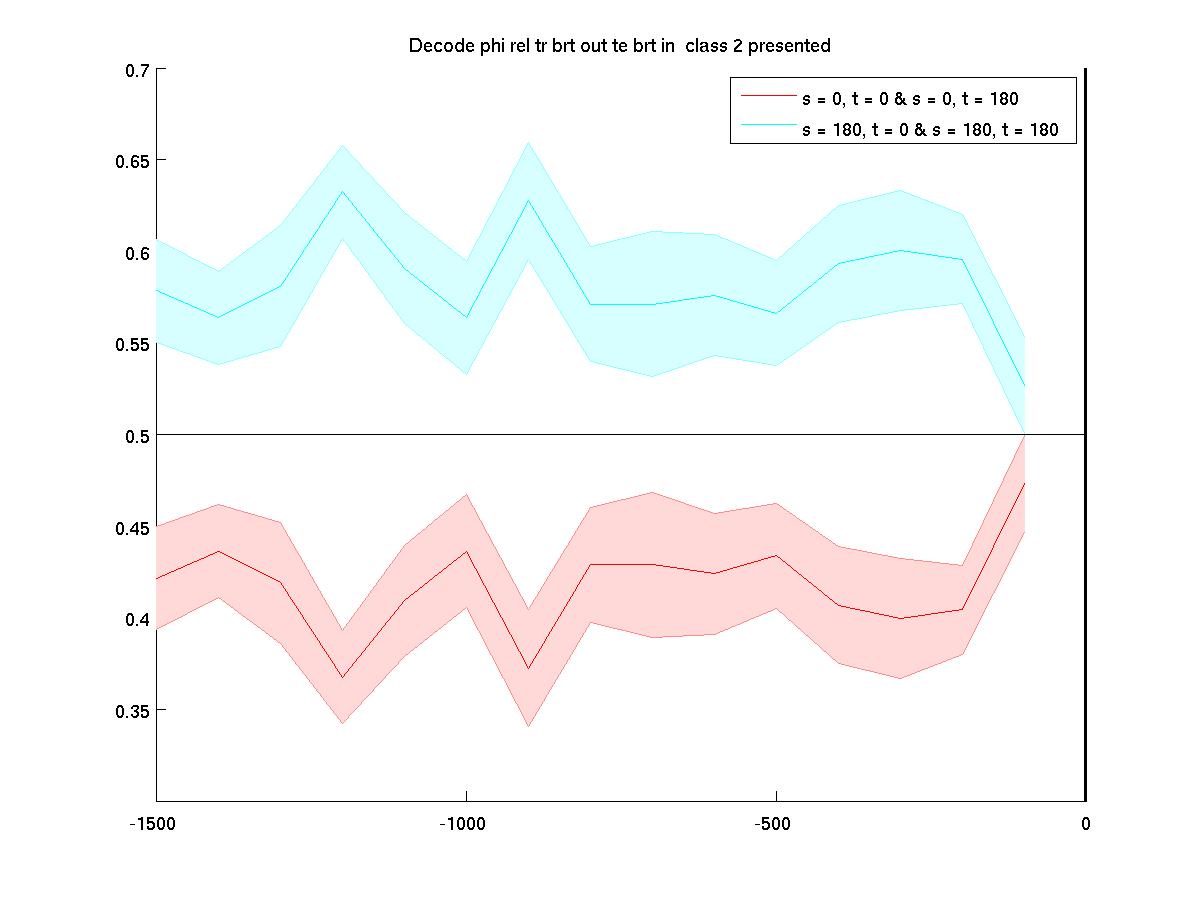 Decode phi rel tr brt out te brt in  class 2 presented
0.7
s = 0, t = 0 & s = 0, t = 180
s = 180, t = 0 & s = 180, t = 180
0.65
0.6
0.55
0.5
0.45
0.4
0.35
-1500 -1000 -500 0